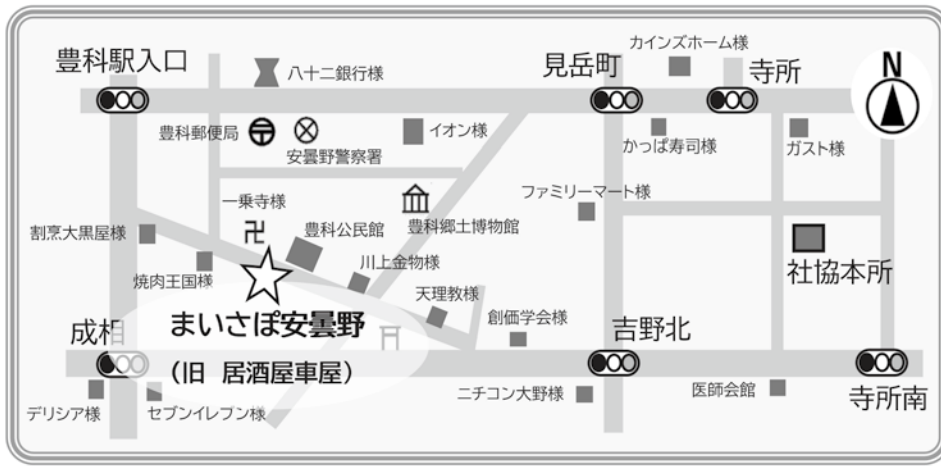 カインズホーム様
豊科駅入口
八十二銀行様
見岳町
寺所
N
豊科郵便局
安曇野警察署
イオン様
かっぱ寿司様
ガスト様
一乗寺様
ファミリーマート様
割烹大黒屋様
豊科公民館
豊科郷土博物館
焼肉王国様
川上金物様
社協本所
天理教様
成相
まいさぽ安曇野
創価学会様
吉野北
(旧 居酒屋車屋)
デリシア様
セブンイレブン様
ニチコン大野様
医師会館
寺所南